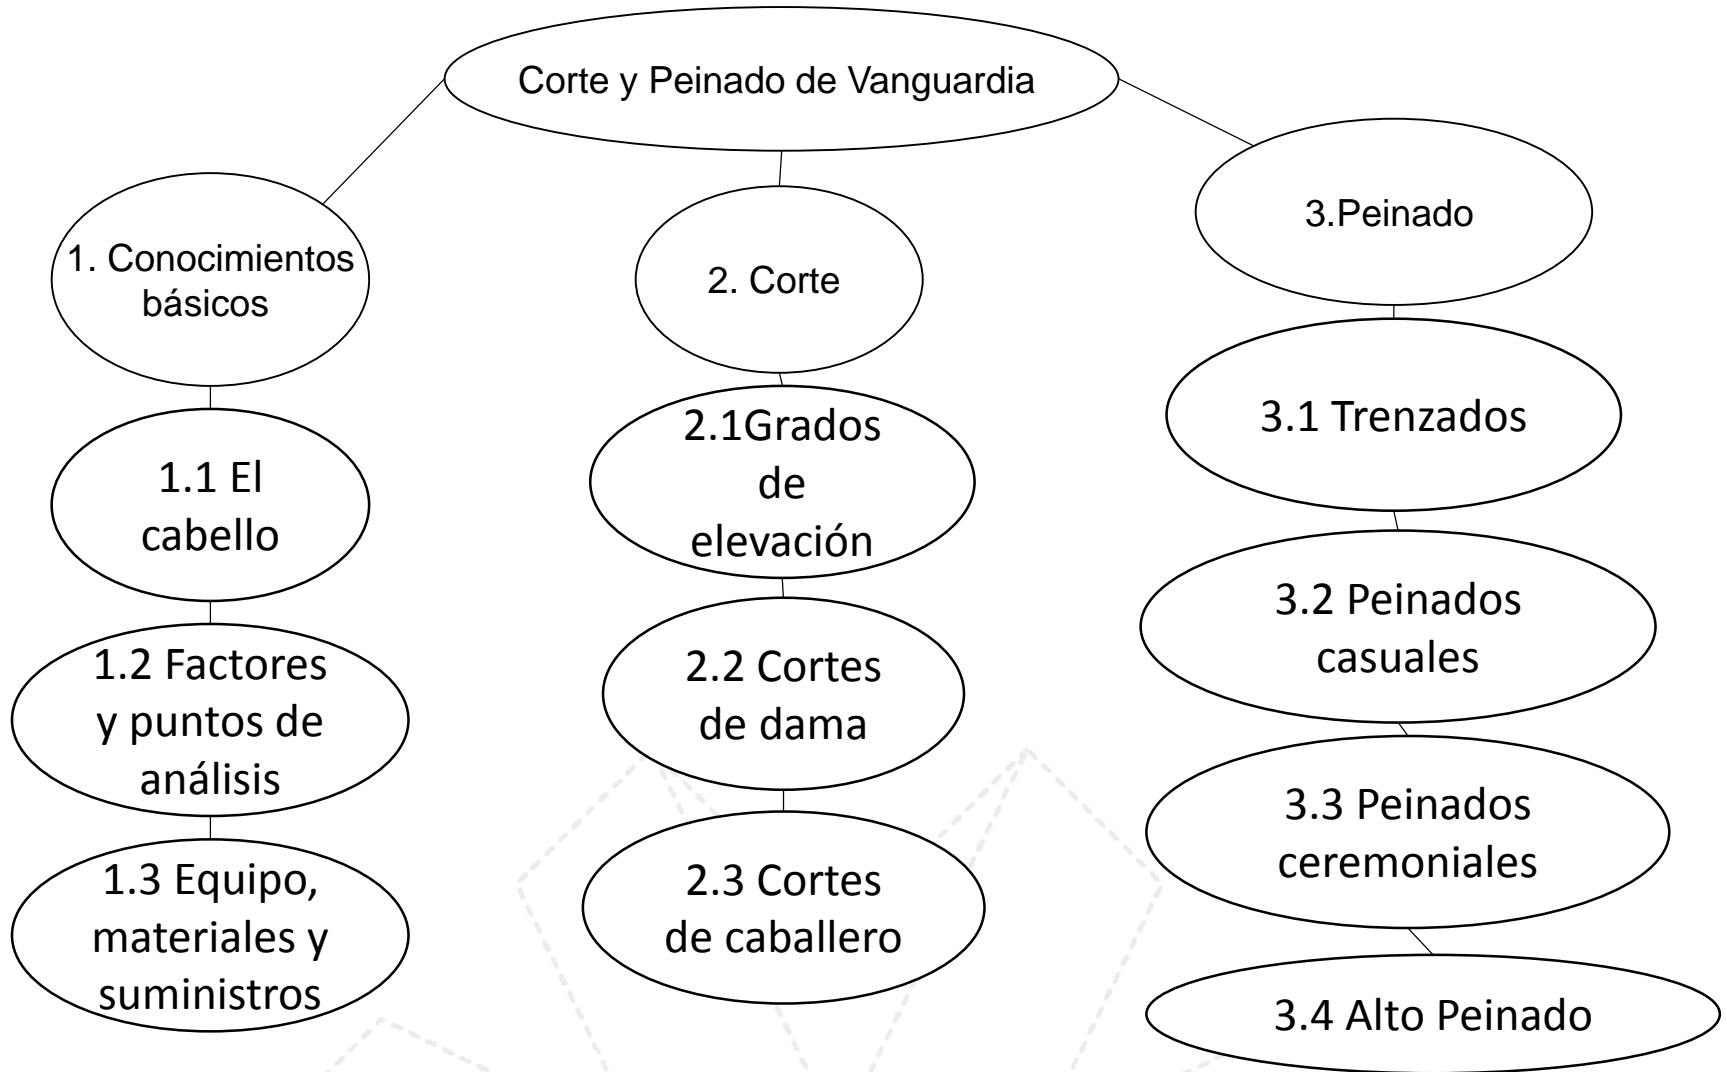 Corte y Peinado de Vanguardia
1. Conocimientos
básicos
1.1 El
cabello
1.2 Factores
y puntos de
análisis
1.3 Equipo,
materiales y
suministros
2. Corte
2.1Grados
de
elevación
2.2 Cortes
de dama
2.3 Cortes
de caballero
3.Peinado
3.1 Trenzados
3.2 Peinados
casuales
3.3 Peinados
ceremoniales
3.4 Alto Peinado